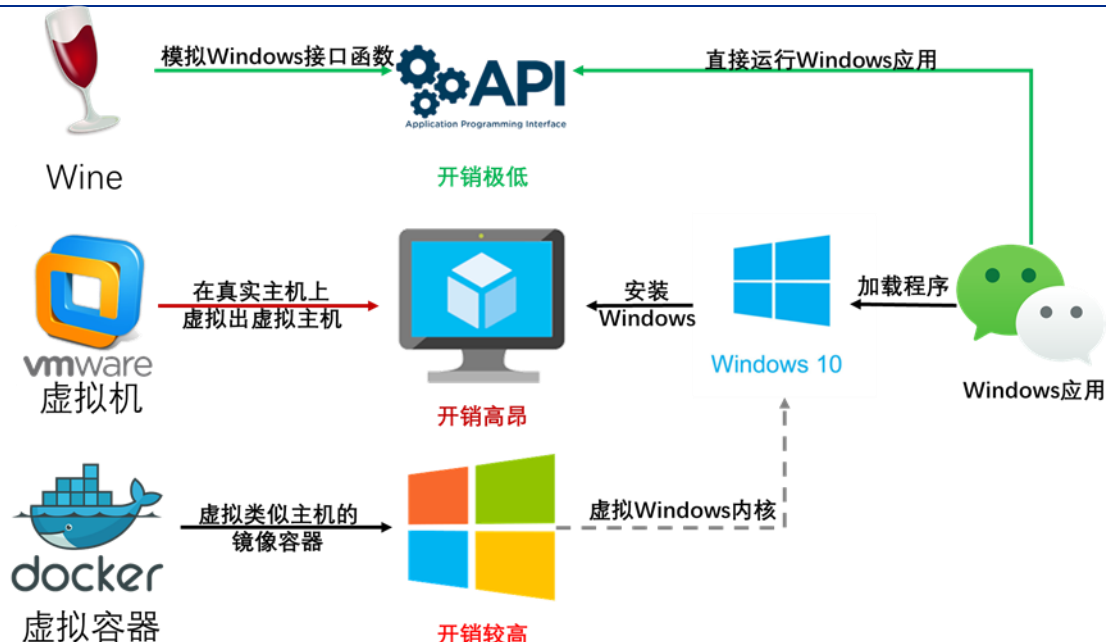 模拟Windows接口函数
API
Application Programming Interface
直接运行Windows应用
Wine
开销极低
在真实主机上
虚拟出虚拟主机
安装
Windows
加载程序
vmware
虚拟机
Windows 10
Windows应用
开销高昂
虚拟类似主机的
镜像容器
虚拟Windows内核
docker
虚拟容器
开销较高